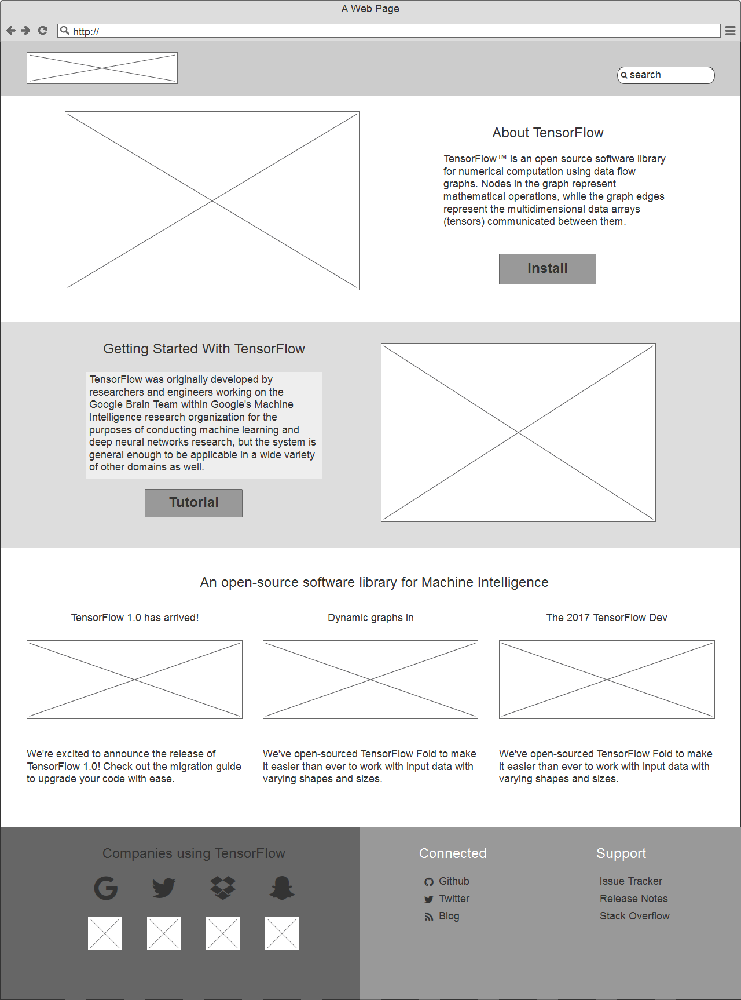 A Web Page
http://
search
About TensorFlow
TensorFlow™ is an open source software library
for numerical computation using data flow
graphs. Nodes in the graph represent
mathematical operations, while the graph edges
represent the multidimensional data arrays
(tensors) communicated between them.
Install
Getting Started With TensorFlow
TensorFlow was originally developed by
researchers and engineers working on the
Google Brain Team within Google's Machine
Intelligence research organization for the
purposes of conducting machine learning and
deep neural networks research, but the system is
general enough to be applicable in a wide variety
of other domains as well.
Tutorial
An open-source software library for Machine Intelligence
TensorFlow 1.0 has arrived!
We're excited to announce the release of
TensorFlow 1.0! Check out the migration guide
to upgrade your code with ease.
Dynamic graphs in
We've open-sourced TensorFlow Fold to make
it easier than ever to work with input data with
varying shapes and sizes.
The 2017 TensorFlow Dev
We've open-sourced TensorFlow Fold to make
it easier than ever to work with input data with
varying shapes and sizes.
Companies using TensorFlow
Connected
Github
Twitter
Blog
Support
Issue Tracker
Release Notes
Stack Overflow